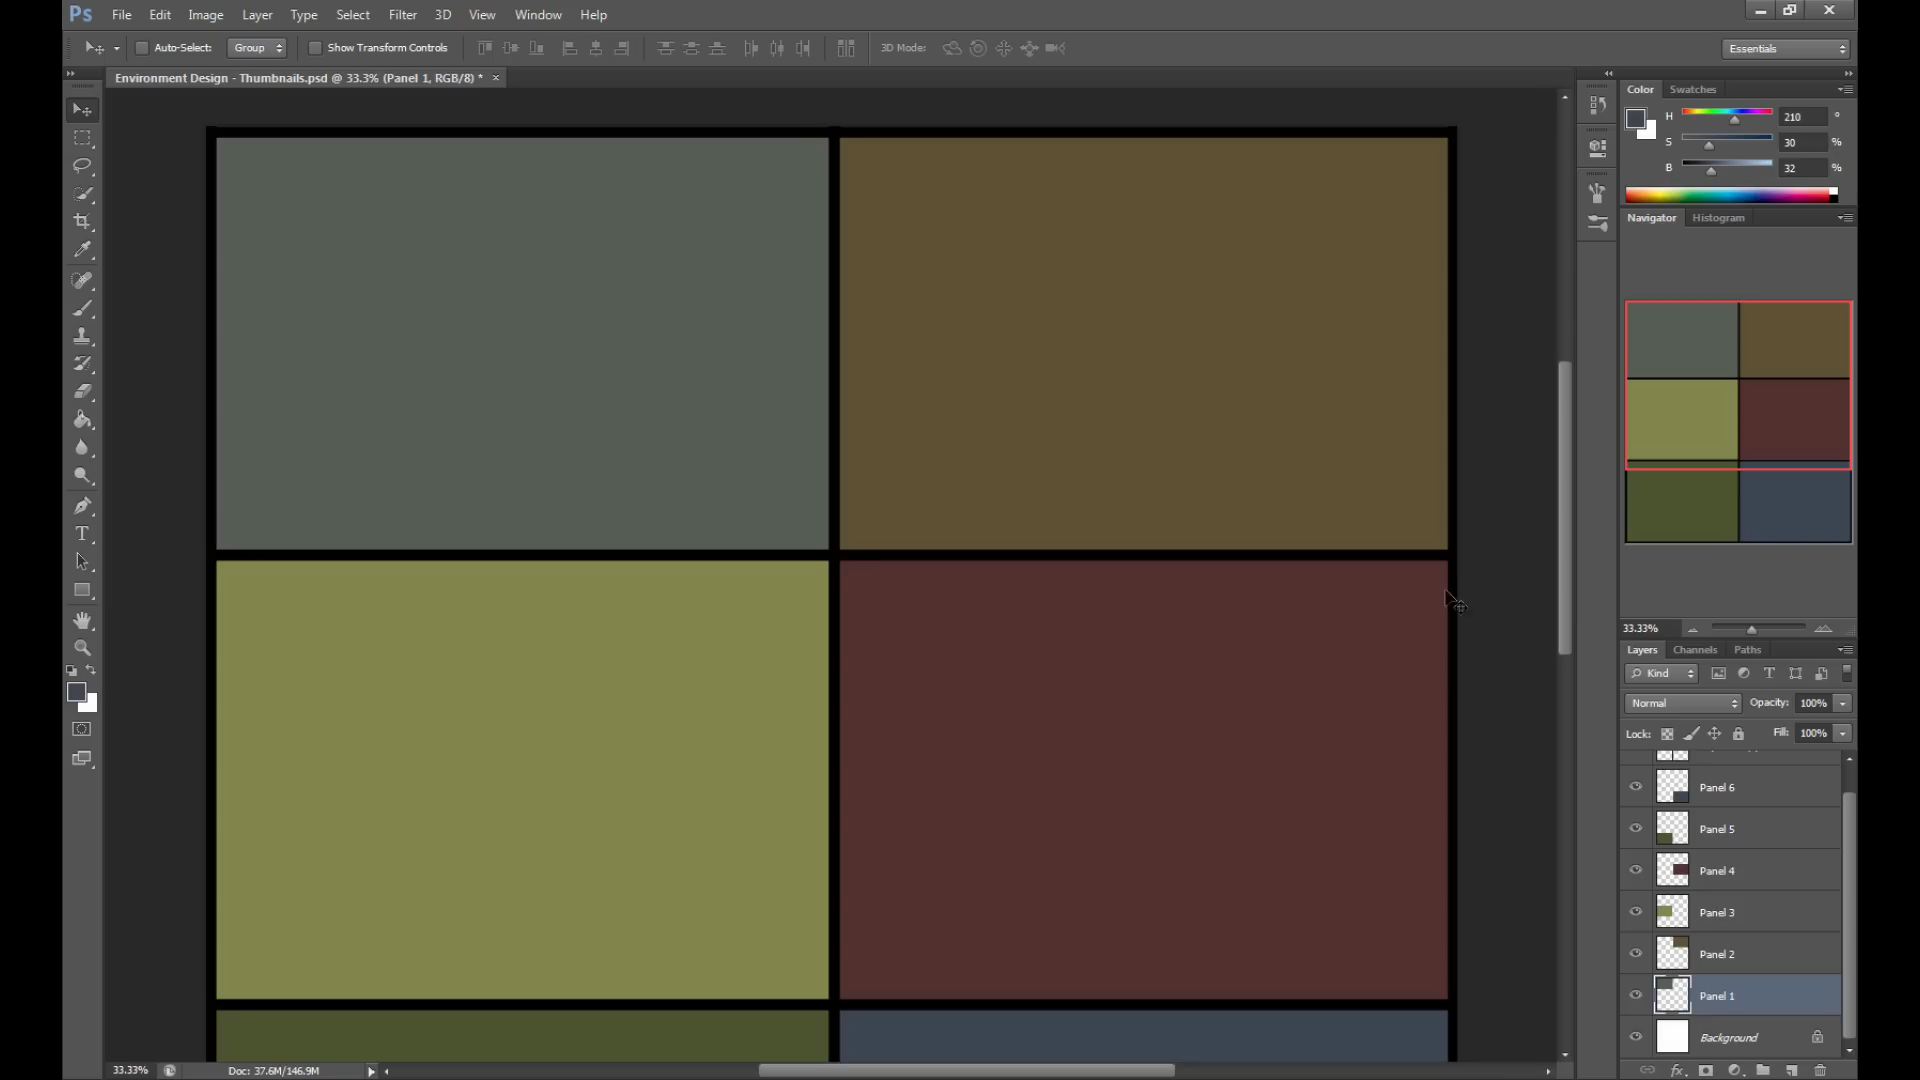 Ps File Edit Image Layer Type Select Filter 3D View Window Help
Auto-Select: Group Show Transform Controls 3D Mode: Essentials
Environment Design - Thumbnails.psd @ 33.3% (Panel 1, RGB/8) * ×
Color Swatches
H 210 °
S 30 %
B 32 %
Navigator Histogram
33.33%
Layers Channels Paths
Kind
Normal Opacity: 100%
Lock: Fill: 100%
Panel 6
Panel 5
Panel 4
Panel 3
Panel 2
Panel 1
Background
33.33% Doc: 37.6M/146.9M